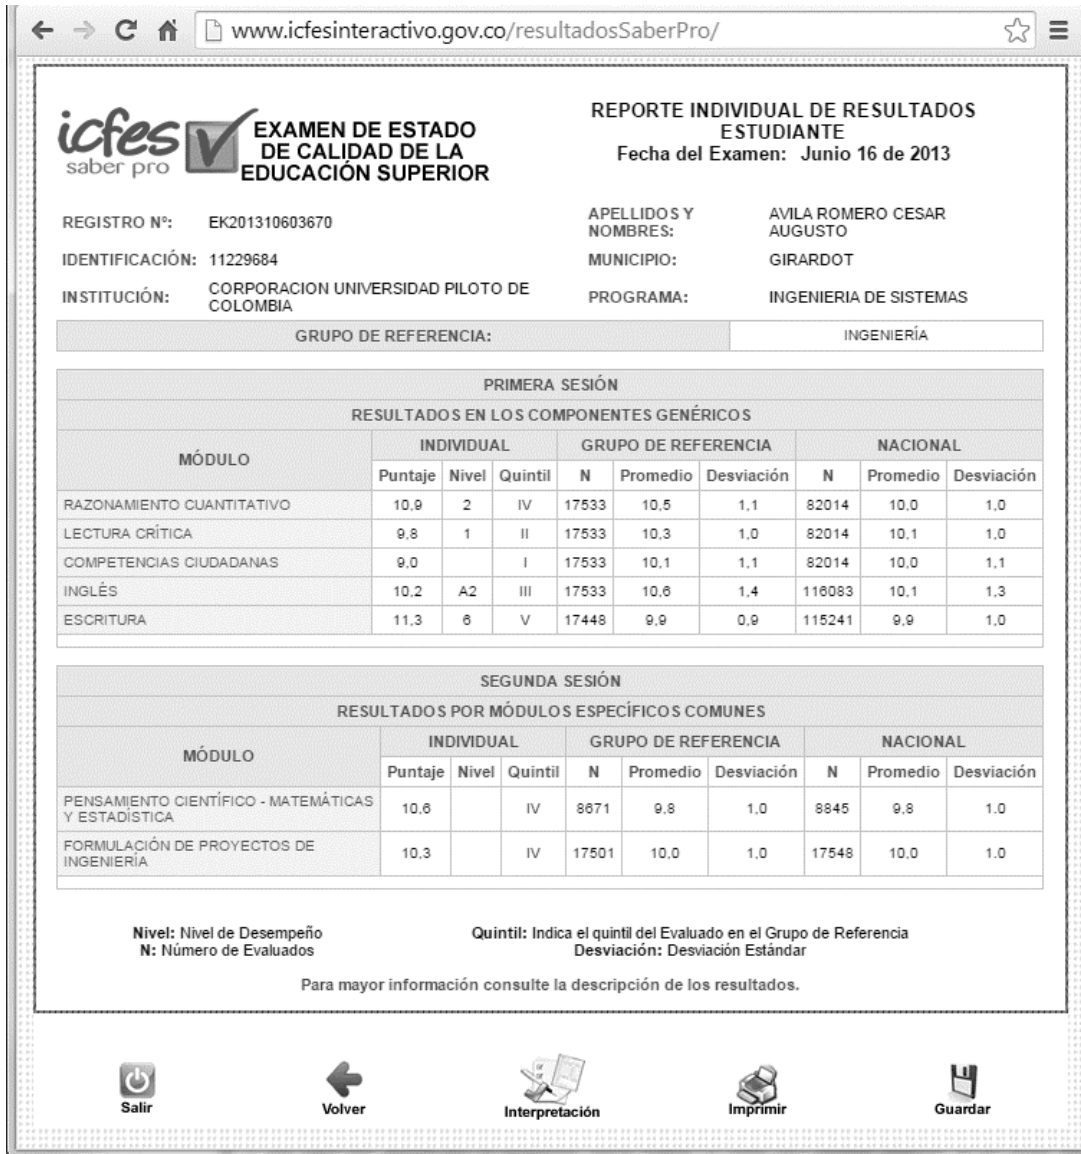 www.icfesinteractivo.gov.co/resultadosSaberPro/
icfes
saber pro
EXAMEN DE ESTADO
DE CALIDAD DE LA
EDUCACIÓN SUPERIOR
REPORTE INDIVIDUAL DE RESULTADOS
ESTUDIANTE
Fecha del Examen: Junio 16 de 2013
REGISTRO Nº: EK201310603670
APELLIDOS Y
NOMBRES:
AVILA ROMERO CESAR
AUGUSTO
IDENTIFICACIÓN: 11229684
MUNICIPIO: GIRARDOT
INSTITUCIÓN:
CORPORACION UNIVERSIDAD PILOTO DE
COLOMBIA
PROGRAMA: INGENIERIA DE SISTEMAS
GRUPO DE REFERENCIA: INGENIERÍA
PRIMERA SESIÓN
RESULTADOS EN LOS COMPONENTES GENÉRICOS
MÓDULO INDIVIDUAL GRUPO DE REFERENCIA NACIONAL
Puntaje Nivel Quintil N Promedio Desviación N Promedio Desviación
RAZONAMIENTO CUANTITATIVO 10,9 2 IV 17533 10,5 1,1 82014 10,0 1,0
LECTURA CRÍTICA 9,8 1 II 17533 10,3 1,0 82014 10,1 1,0
COMPETENCIAS CIUDADANAS 9,0 I 17533 10,1 1,1 82014 10,0 1,1
INGLÉS 10,2 A2 III 17533 10,6 1,4 116083 10,1 1,3
ESCRITURA 11,3 6 V 17448 9,9 0,9 115241 9,9 1,0
SEGUNDA SESIÓN
RESULTADOS POR MÓDULOS ESPECÍFICOS COMUNES
MÓDULO INDIVIDUAL GRUPO DE REFERENCIA NACIONAL
Puntaje Nivel Quintil N Promedio Desviación N Promedio Desviación
PENSAMIENTO CIENTÍFICO - MATEMÁTICAS
Y ESTADÍSTICA
10,6 IV 8671 9,8 1,0 8845 9,8 1.0
FORMULACIÓN DE PROYECTOS DE
INGENIERÍA
10,3 IV 17501 10,0 1,0 17548 10,0 1.0
Nivel: Nivel de Desempeño
N: Número de Evaluados
Quintil: Indica el quintil del Evaluado en el Grupo de Referencia
Desviación: Desviación Estándar
Para mayor información consulte la descripción de los resultados.
Salir Volver Interpretación Imprimir Guardar